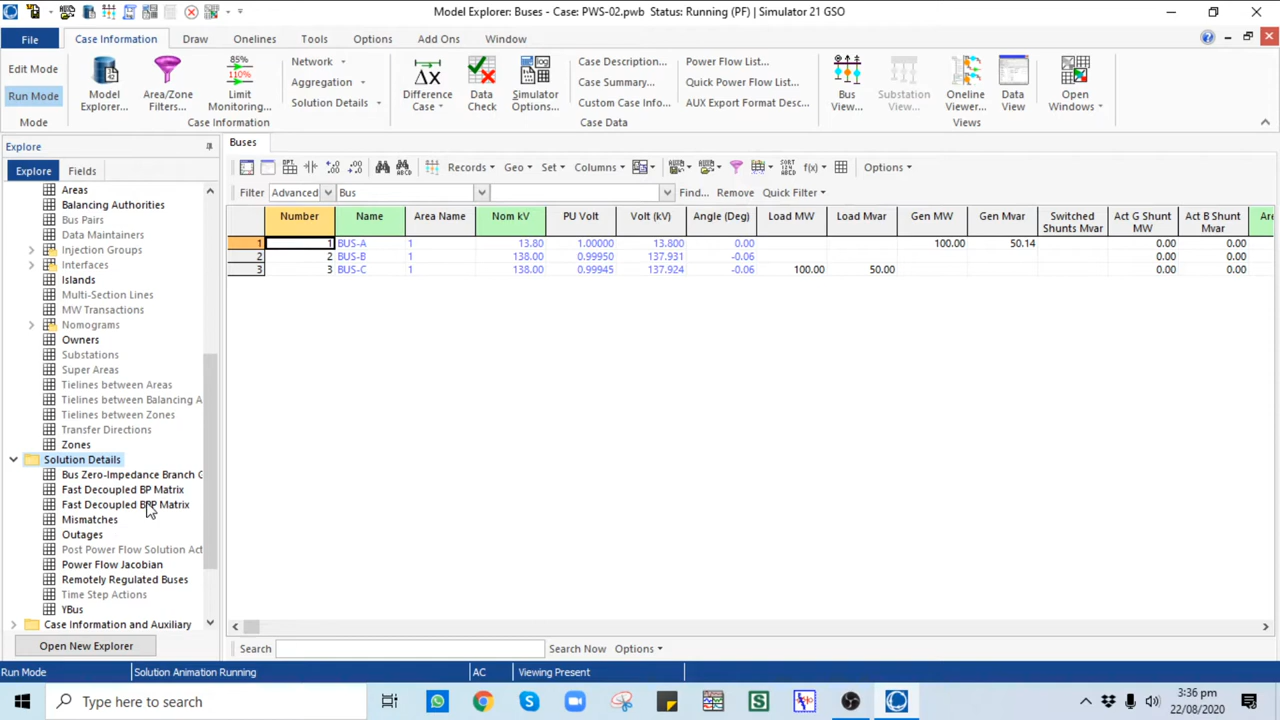 Model Explorer: Buses - Case: PWS-02.pwb Status: Running (PF) | Simulator 21 GSO
File Case Information Draw Onelines Tools Options Add Ons Window
Edit Mode
Run Mode
Mode
Model Explorer...
Area/Zone Filters...
85% 110%
Limit Monitoring...
Network
Aggregation
Solution Details
Case Information
Difference Case
Data Check
Simulator Options...
Case Description...
Case Summary...
Custom Case Info...
Power Flow List...
Quick Power Flow List...
AUX Export Format Desc...
Case Data
Bus View...
Substation View...
Oneline Viewer...
Data View
Open Windows
Views
Explore
Explore Fields
Areas
Balancing Authorities
Bus Pairs
Data Maintainers
Injection Groups
Interfaces
Islands
Multi-Section Lines
MW Transactions
Nomograms
Owners
Substations
Super Areas
Tielines between Areas
Tielines between Balancing A
Tielines between Zones
Transfer Directions
Zones
Solution Details
Bus Zero-Impedance Branch
Fast Decoupled BP Matrix
Fast Decoupled BPP Matrix
Mismatches
Outages
Post Power Flow Solution Act
Power Flow Jacobian
Remotely Regulated Buses
Time Step Actions
YBus
Case Information and Auxiliary
Open New Explorer
Buses
Records Geo Set Columns f(x) Options
Filter Advanced Bus Find... Remove Quick Filter
Number Name Area Name Nom kV PU Volt Volt (kV) Angle (Deg) Load MW Load Mvar Gen MW Gen Mvar Switched Shunts Mvar Act G Shunt MW Act B Shunt Mvar Are
1 1 BUS-A 1 13.80 1.00000 13.800 0.00 100.00 50.14 0.00 0.00
2 2 BUS-B 1 138.00 0.99950 137.931 -0.06 0.00 0.00
3 3 BUS-C 1 138.00 0.99945 137.924 -0.06 100.00 50.00 0.00 0.00
Search Search Now Options
Run Mode Solution Animation Running AC Viewing Present
Type here to search
3:36 pm
22/08/2020